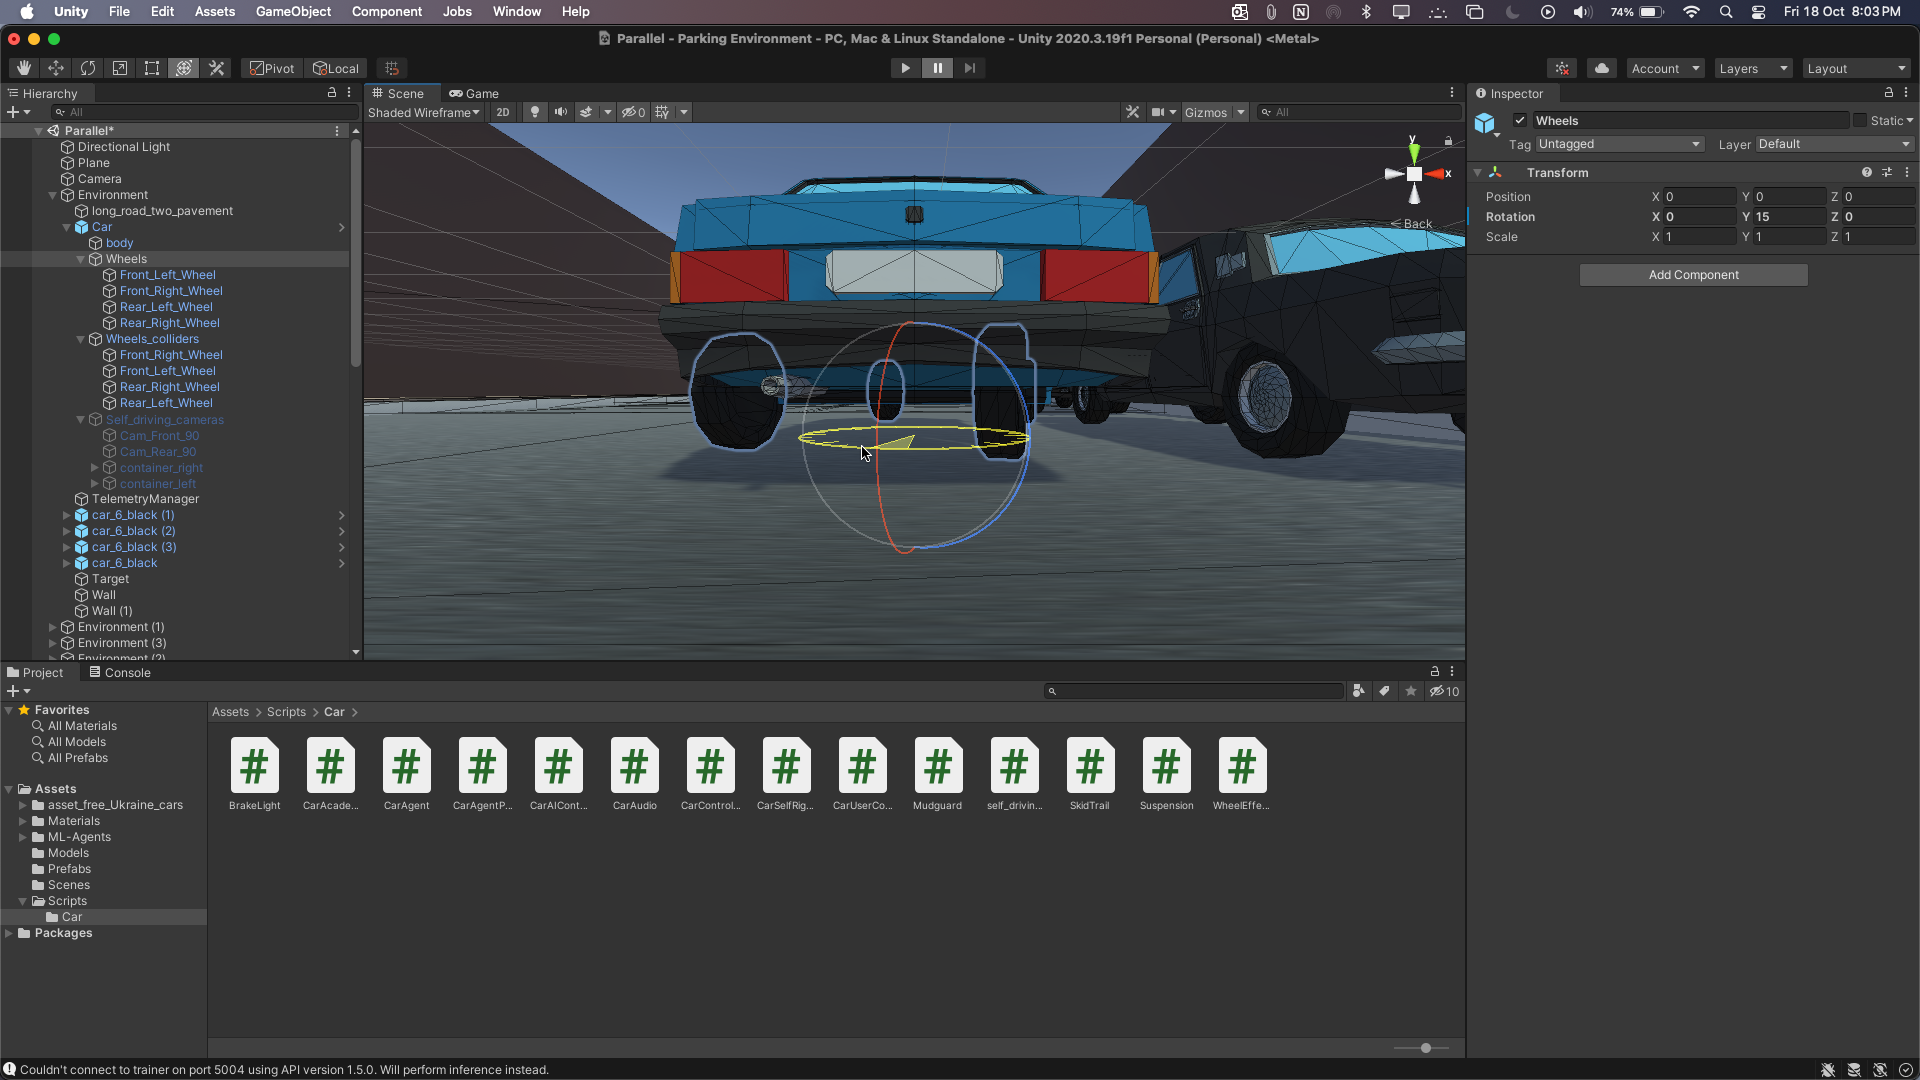 Unity File Edit Assets GameObject Component Jobs Window Help 74% Fri 18 Oct 8:03 PM
Parallel - Parking Environment - PC, Mac & Linux Standalone - Unity 2020.3.19f1 Personal (Personal) <Metal>
Pivot Local Account Layers Layout
Hierarchy
All
Parallel*
Directional Light
Plane
Camera
Environment
long_road_two_pavement
Car
body
Wheels
Front_Left_Wheel
Front_Right_Wheel
Rear_Left_Wheel
Rear_Right_Wheel
Wheels_colliders
Front_Right_Wheel
Front_Left_Wheel
Rear_Right_Wheel
Rear_Left_Wheel
Self_driving_cameras
Cam_Front_90
Cam_Rear_90
container_right
container_left
TelemetryManager
car_6_black (1)
car_6_black (2)
car_6_black (3)
car_6_black
Target
Wall
Wall (1)
Environment (1)
Environment (3)
Environment (2)
Scene Game
Shaded Wireframe 2D 0 Gizmos All
y
x
Back
Inspector
Wheels Static
Tag Untagged Layer Default
Transform
Position X 0 Y 0 Z 0
Rotation X 0 Y 15 Z 0
Scale X 1 Y 1 Z 1
Add Component
Project Console
10
Favorites
All Materials
All Models
All Prefabs
Assets
asset_free_Ukraine_cars
Materials
ML-Agents
Models
Prefabs
Scenes
Scripts
Car
Packages
Assets > Scripts > Car >
BrakeLight CarAcade... CarAgent CarAgentP... CarAICont... CarAudio CarControl... CarSelfRig... CarUserCo... Mudguard self_drivin... SkidTrail Suspension WheelEffe...
Couldn't connect to trainer on port 5004 using API version 1.5.0. Will perform inference instead.